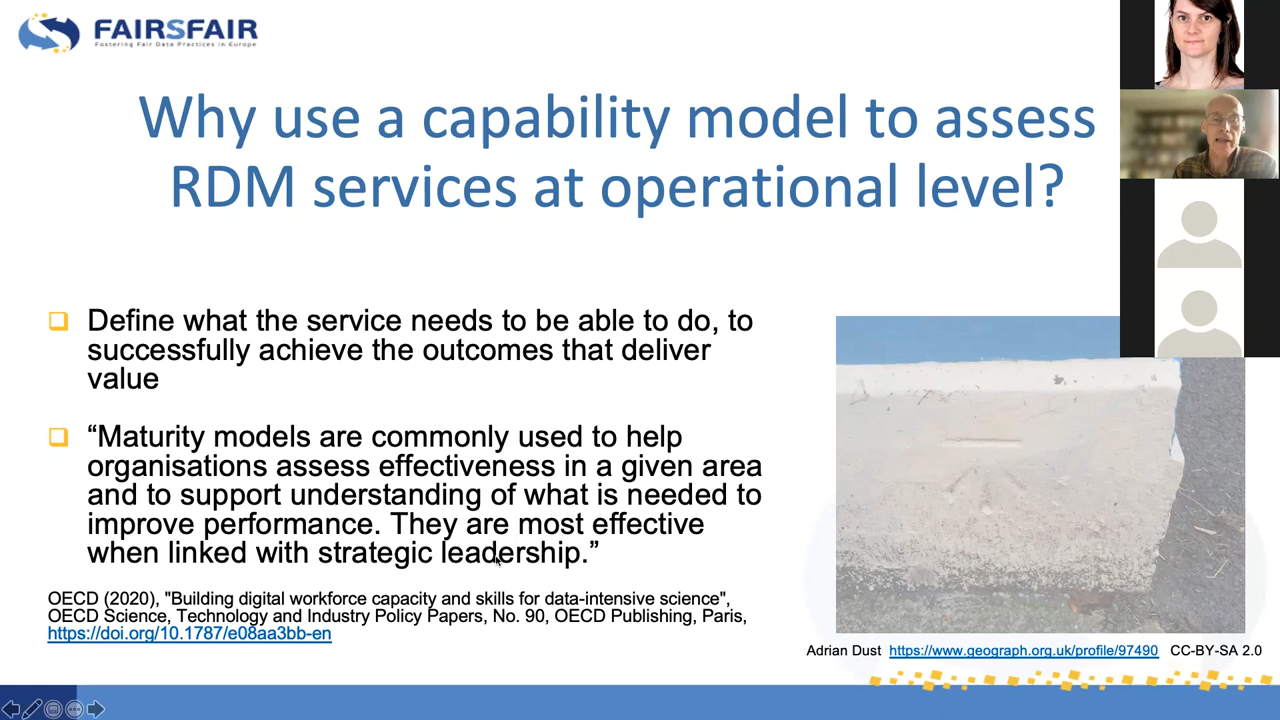 FAIRSFAIR
Fostering Fair Data Practices in Europe
Why use a capability model to assess
RDM services at operational level?
Define what the service needs to be able to do, to
successfully achieve the outcomes that deliver
value
“Maturity models are commonly used to help
organisations assess effectiveness in a given area
and to support understanding of what is needed to
improve performance. They are most effective
when linked with strategic leadership.”
OECD (2020), "Building digital workforce capacity and skills for data-intensive science",
OECD Science, Technology and Industry Policy Papers, No. 90, OECD Publishing, Paris,
https://doi.org/10.1787/e08aa3bb-en
Adrian Dust https://www.geograph.org.uk/profile/97490 CC-BY-SA 2.0